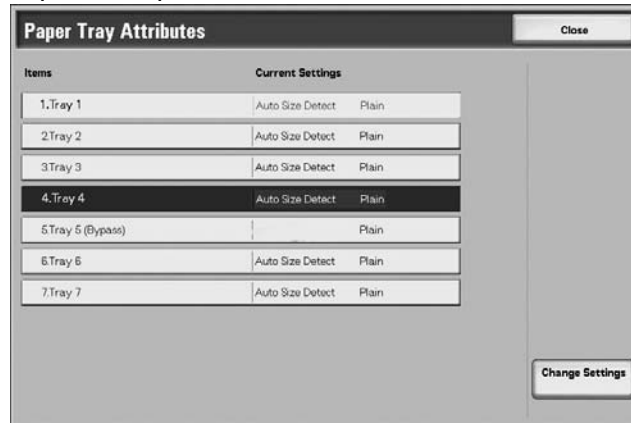 Paper Tray Attributes Close
Items Current Settings
1.Tray 1 Auto Size Detect Plain
2.Tray 2 Auto Size Detect Plain
3.Tray 3 Auto Size Detect Plain
4.Tray 4 Auto Size Detect Plain
5.Tray 5 (Bypass) Plain
6.Tray 6 Auto Size Detect Plain
7.Tray 7 Auto Size Detect Plain
Change Settings